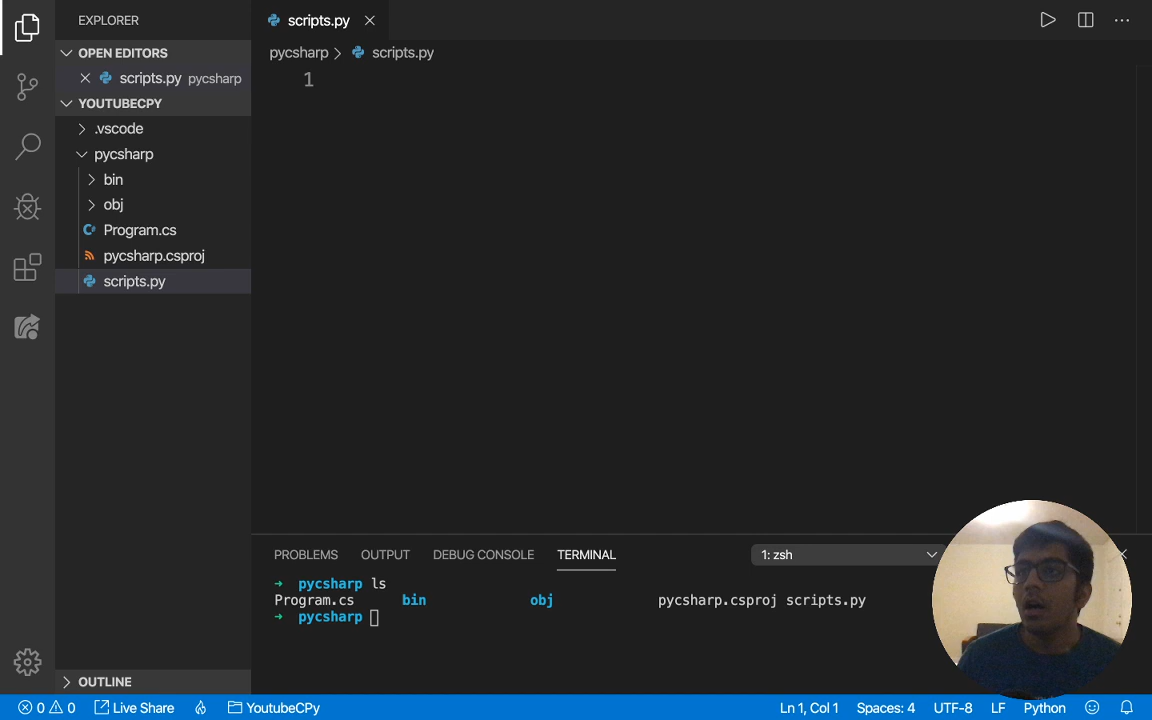 EXPLORER
OPEN EDITORS
scripts.py pycsharp
YOUTUBECPY
.vscode
pycsharp
bin
obj
Program.cs
pycsharp.csproj
scripts.py
OUTLINE
scripts.py
pycsharp > scripts.py
1
PROBLEMS OUTPUT DEBUG CONSOLE TERMINAL 1: zsh
→ pycsharp ls
Program.cs bin obj pycsharp.csproj scripts.py
→ pycsharp
0 0 Live Share YoutubeCPy Ln 1, Col 1 Spaces: 4 UTF-8 LF Python